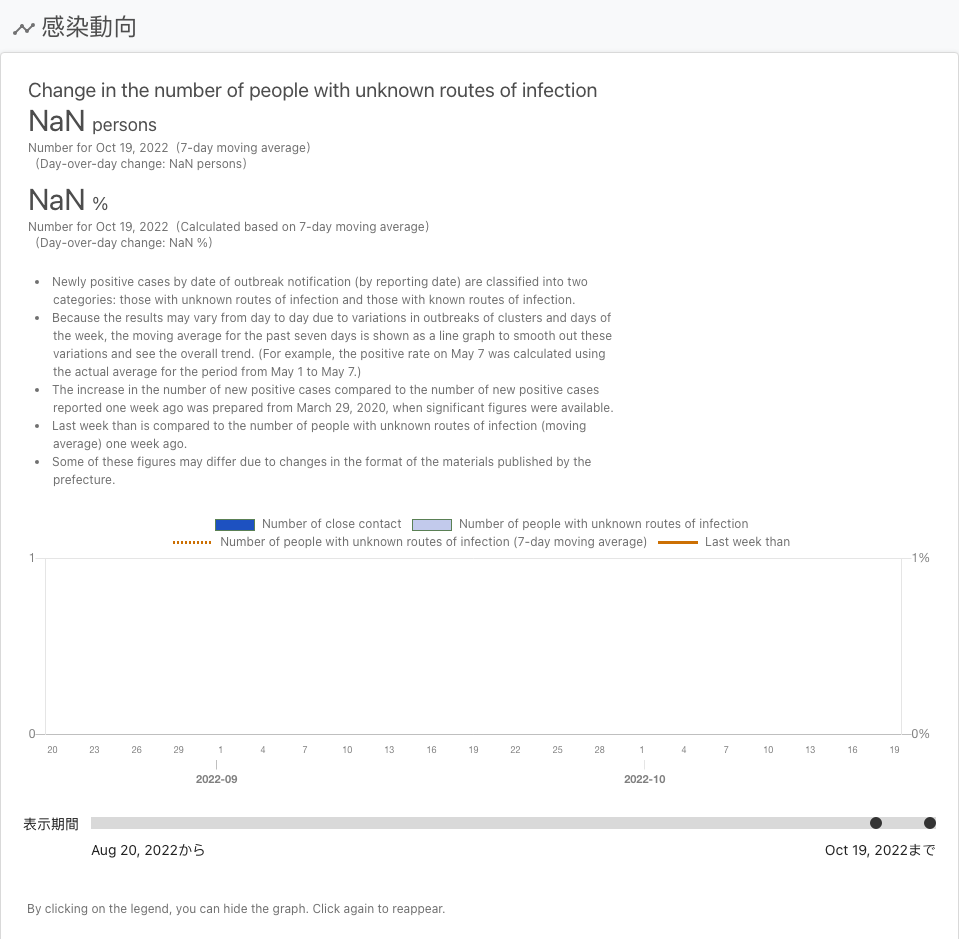 感染動向
Change in the number of people with unknown routes of infection
NaN persons
Number for Oct 19, 2022（7-day moving average）
（Day-over-day change: NaN persons）
NaN %
Number for Oct 19, 2022（Calculated based on 7-day moving average）
（Day-over-day change: NaN %）
• Newly positive cases by date of outbreak notification (by reporting date) are classified into two
categories: those with unknown routes of infection and those with known routes of infection.
• Because the results may vary from day to day due to variations in outbreaks of clusters and days of
the week, the moving average for the past seven days is shown as a line graph to smooth out these
variations and see the overall trend. (For example, the positive rate on May 7 was calculated using
the actual average for the period from May 1 to May 7.)
• The increase in the number of new positive cases compared to the number of new positive cases
reported one week ago was prepared from March 29, 2020, when significant figures were available.
• Last week than is compared to the number of people with unknown routes of infection (moving
average) one week ago.
• Some of these figures may differ due to changes in the format of the materials published by the
prefecture.
Number of close contact Number of people with unknown routes of infection
Number of people with unknown routes of infection (7-day moving average) Last week than
1 1%
0 0%
20 23 26 29 1 4 7 10 13 16 19 22 25 28 1 4 7 10 13 16 19
2022-09 2022-10
表示期間
Aug 20, 2022から Oct 19, 2022まで
By clicking on the legend, you can hide the graph. Click again to reappear.